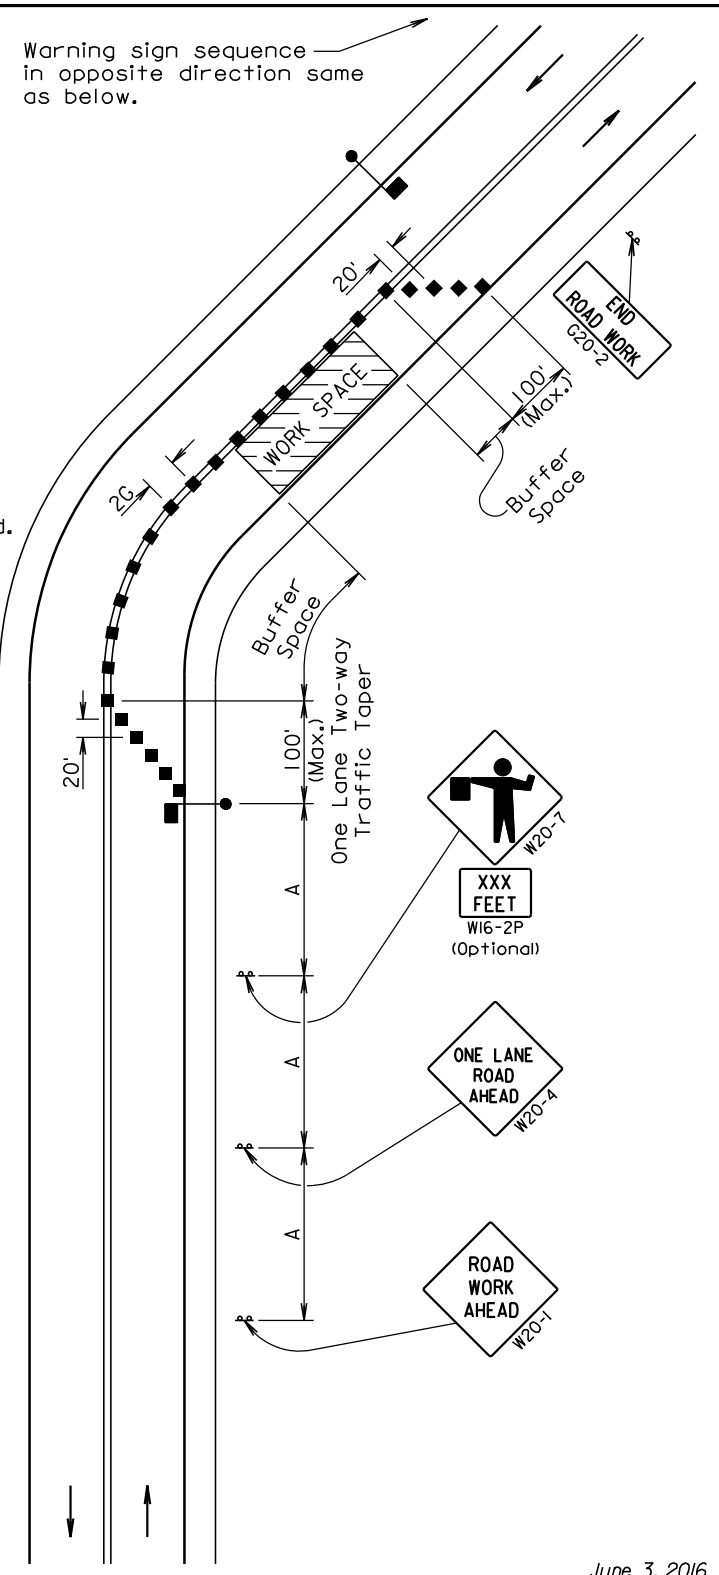 Warning sign sequence
in opposite direction same
as below.
20'
END
ROAD WORK
G20-2
100'
(Max.)
WORK SPACE
Buffer
Space
2G
d.
Buffer
Space
20'
100'
(Max.)
One Lane Two-way
Traffic Taper
W20-7
XXX
FEET
W16-2P
(Optional)
A
A
ONE LANE
ROAD
AHEAD
W20-4
A
ROAD
WORK
AHEAD
W20-1
June 3, 2016